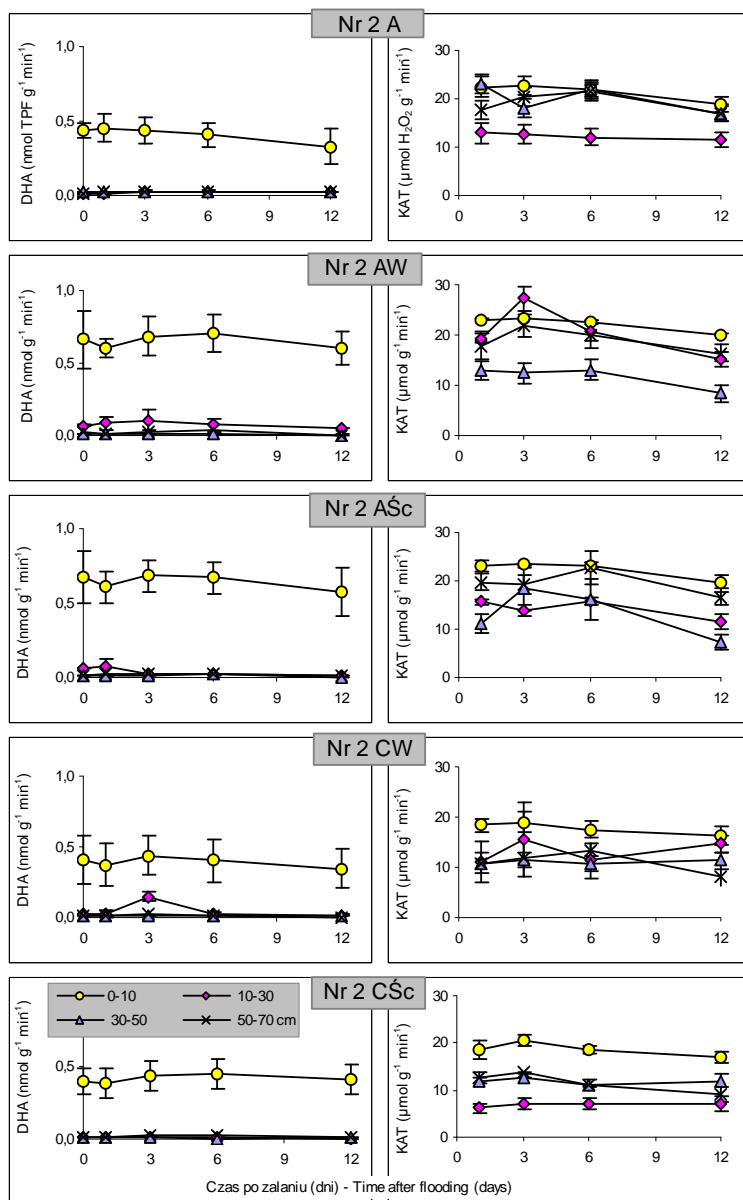 Nr 2 A
DHA (nmol TPF g⁻¹ min⁻¹)
1,0
0,5
0,0
0 3 6 9 12
KAT (µmol H₂O₂ g⁻¹ min⁻¹)
30
20
10
0
0 3 6 9 12
Nr 2 AW
DHA (nmol g⁻¹ min⁻¹)
1,0
0,5
0,0
0 3 6 9 12
KAT (µmol g⁻¹ min⁻¹)
30
20
10
0
0 3 6 9 12
Nr 2 AŚc
DHA (nmol g⁻¹ min⁻¹)
1,0
0,5
0,0
0 3 6 9 12
KAT (µmol g⁻¹ min⁻¹)
30
20
10
0
0 3 6 9 12
Nr 2 CW
DHA (nmol g⁻¹ min⁻¹)
1,0
0,5
0,0
0 3 6 9 12
KAT (µmol g⁻¹ min⁻¹)
30
20
10
0
0 3 6 9 12
Nr 2 CŚc
0-10 10-30
30-50 50-70 cm
DHA (nmol g⁻¹ min⁻¹)
0,5
0,0
0 3 6 9 12
KAT (µmol g⁻¹ min⁻¹)
30
20
10
0
0 3 6 9 12
Czas po zalaniu (dni) - Time after flooding (days)